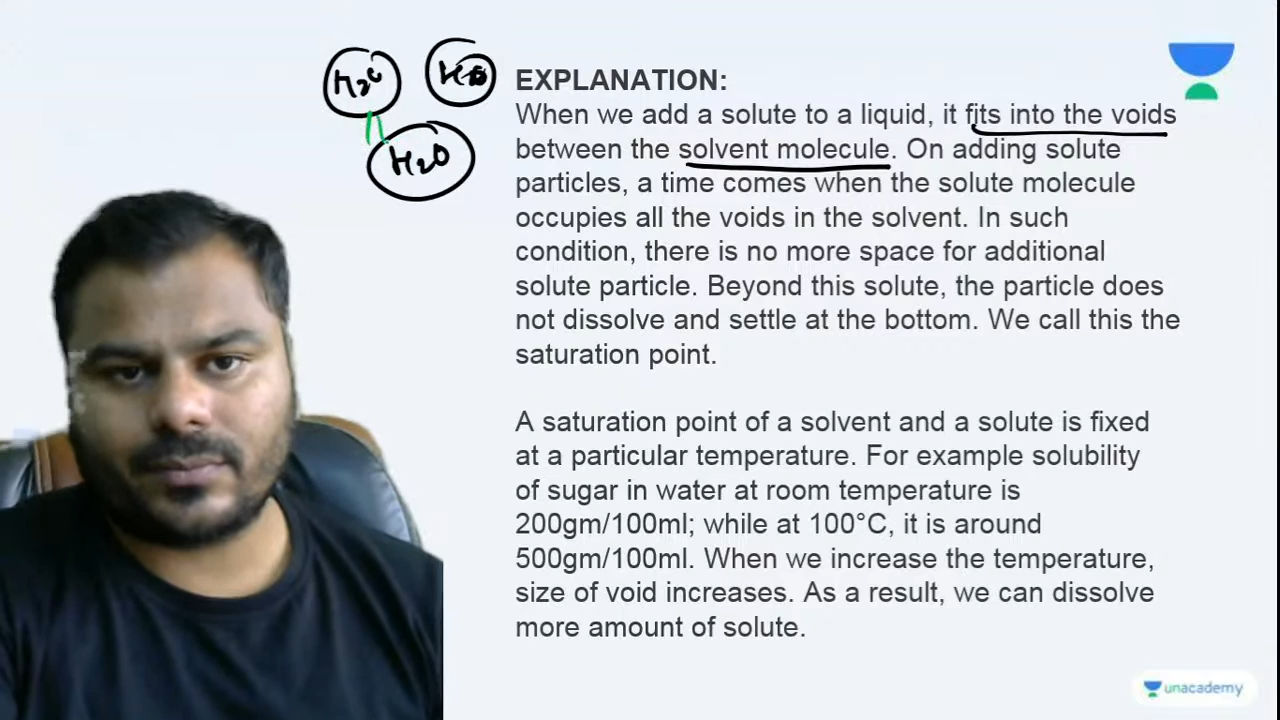 H2O
H2O
EXPLANATION:
When we add a solute to a liquid, it fits into the voids
between the solvent molecule. On adding solute
particles, a time comes when the solute molecule
occupies all the voids in the solvent. In such
condition, there is no more space for additional
solute particle. Beyond this solute, the particle does
not dissolve and settle at the bottom. We call this the
saturation point.
A saturation point of a solvent and a solute is fixed
at a particular temperature. For example solubility
of sugar in water at room temperature is
200gm/100ml; while at 100°C, it is around
500gm/100ml. When we increase the temperature,
size of void increases. As a result, we can dissolve
more amount of solute.
unacademy